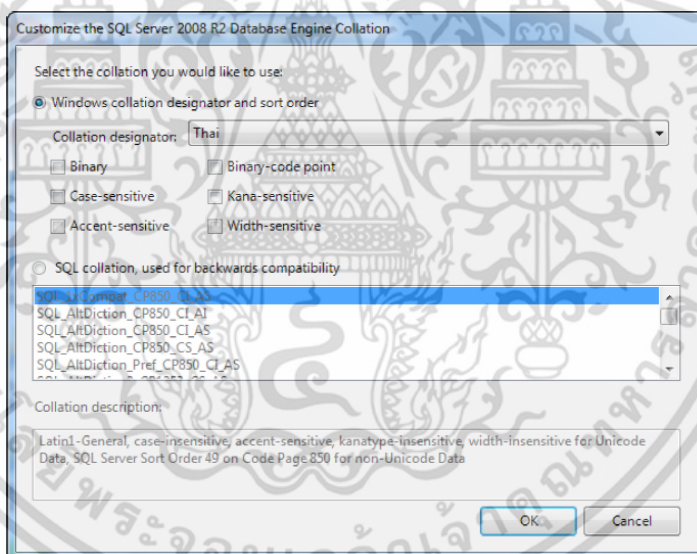 Customize the SQL Server 2008 R2 Database Engine Collation
Select the collation you would like to use:
Windows collation designator and sort order
Collation designator: Thai
Binary Binary-code point
Case-sensitive Kana-sensitive
Accent-sensitive Width-sensitive
SQL collation, used for backwards compatibility
SQL_1xCompat_CP850_CI_AS
SQL_AltDiction_CP850_CI_AI
SQL_AltDiction_CP850_CI_AS
SQL_AltDiction_CP850_CS_AS
SQL_AltDiction_Pref_CP850_CI_AS
Collation description:
Latin1-General, case-insensitive, accent-sensitive, kanatype-insensitive, width-insensitive for Unicode
Data, SQL Server Sort Order 49 on Code Page 850 for non-Unicode Data
OK Cancel